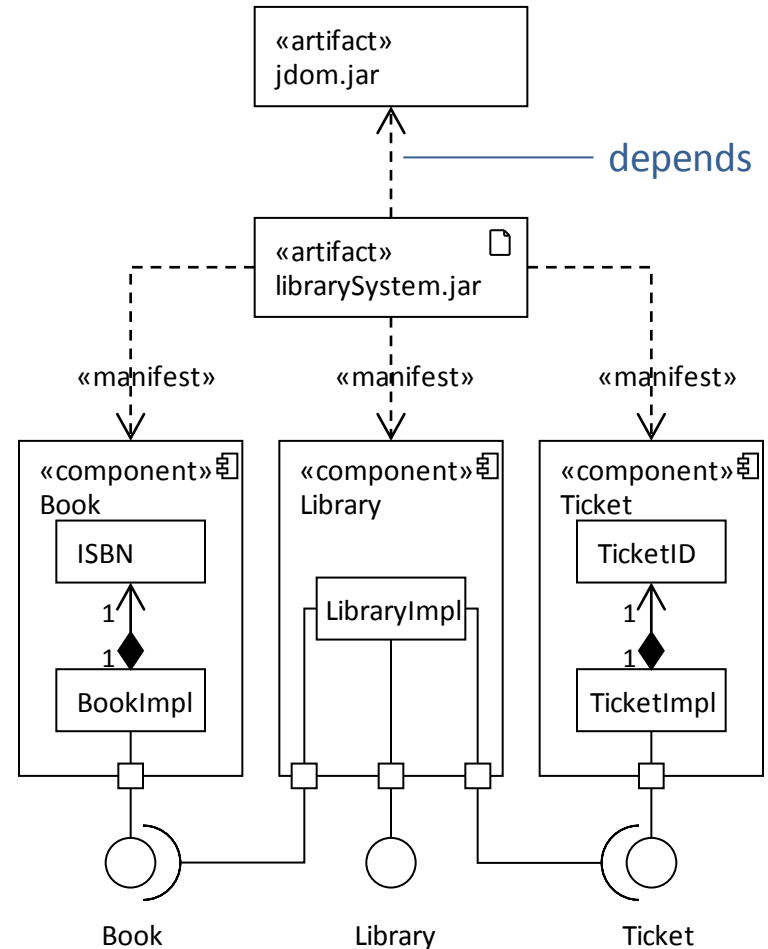 «artifact»
jdom.jar
depends
«artifact»
librarySystem.jar
«manifest» «manifest» «manifest»
«component» «component» «component»
Book Library Ticket
ISBN TicketID
LibraryImpl
1 1
1 1
BookImpl TicketImpl
Book Library Ticket